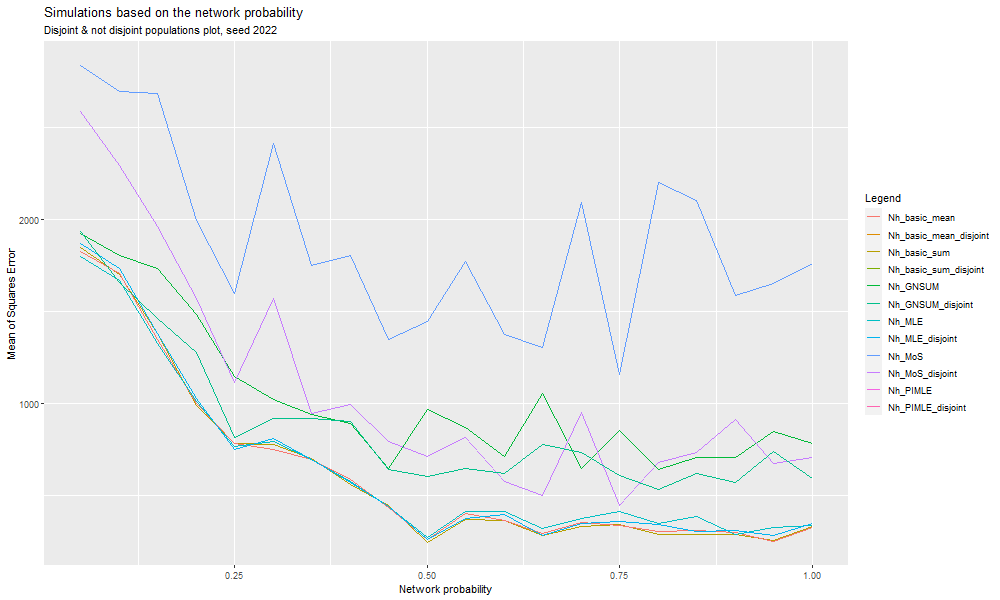 Simulations based on the network probability
Disjoint & not disjoint populations plot, seed 2022
Mean of Squares Error
2000
1000
0.25
0.50
0.75
1.00
Network probability
Legend
Nh_basic_mean
Nh_basic_mean_disjoint
Nh_basic_sum
Nh_basic_sum_disjoint
Nh_GNSUM
Nh_GNSUM_disjoint
Nh_MLE
Nh_MLE_disjoint
Nh_MoS
Nh_MoS_disjoint
Nh_PIMLE
Nh_PIMLE_disjoint